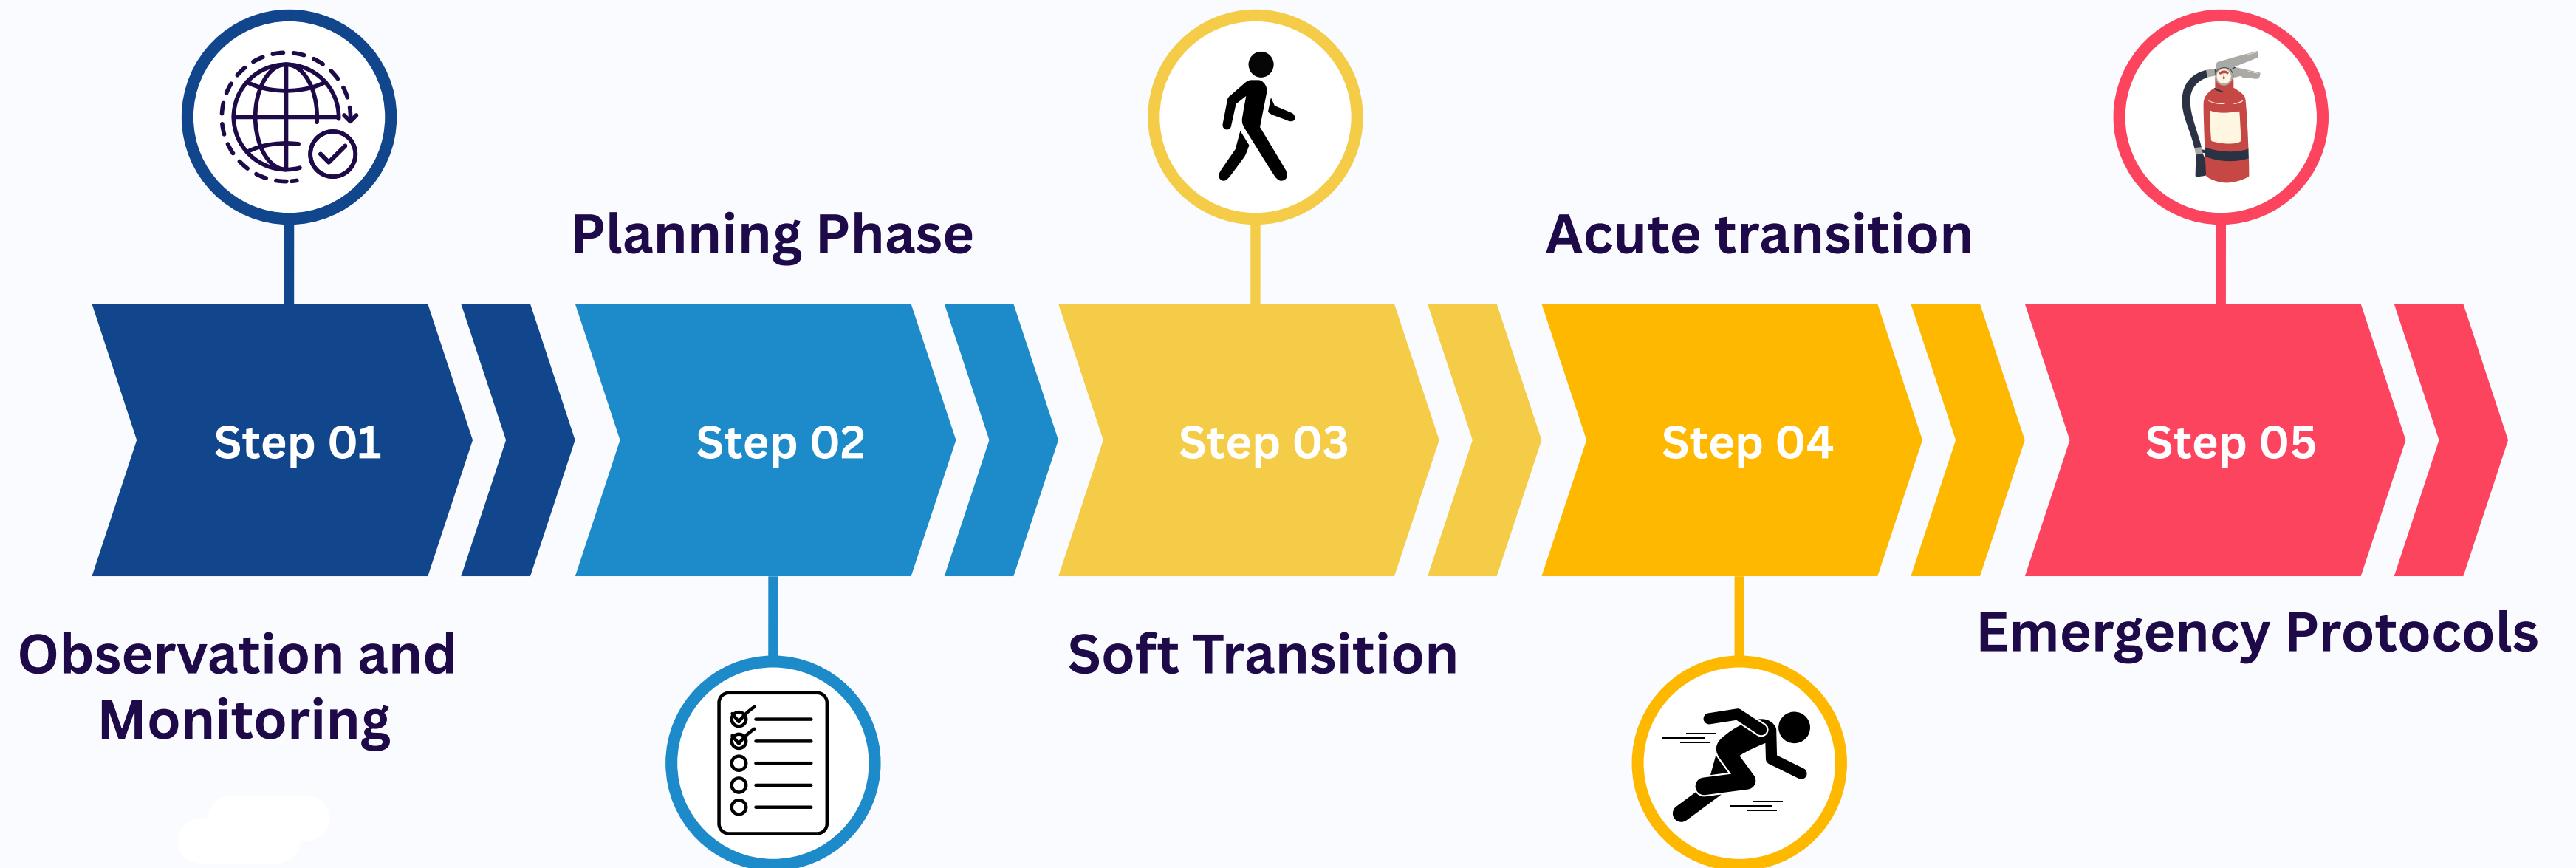 Planning Phase
Acute transition
Step 01
Step 02
Step 03
Step 04
Step 05
Observation and
Monitoring
Soft Transition
Emergency Protocols